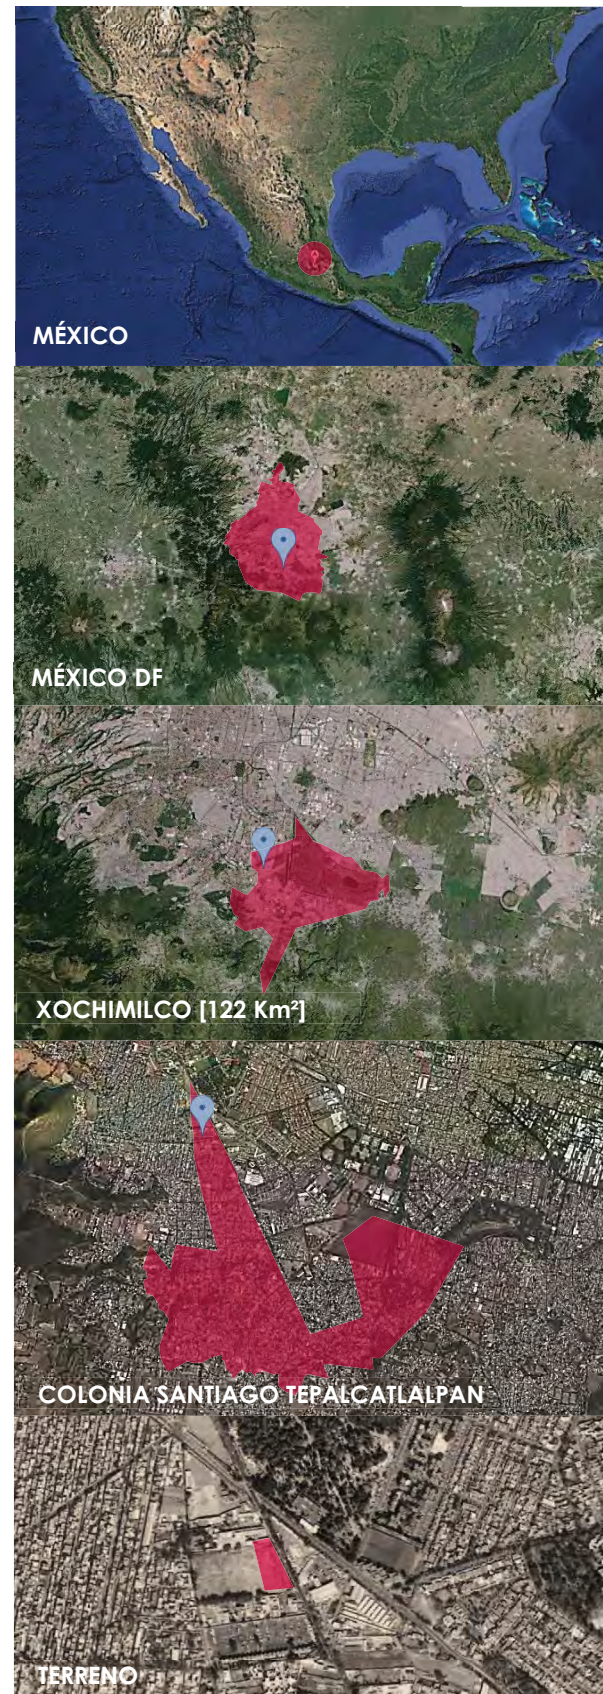 MÉXICO
MÉXICO DF
XOCHIMILCO [122 Km²]
COLONIA SANTIAGO TEPALCATLALPAN
TERRENO